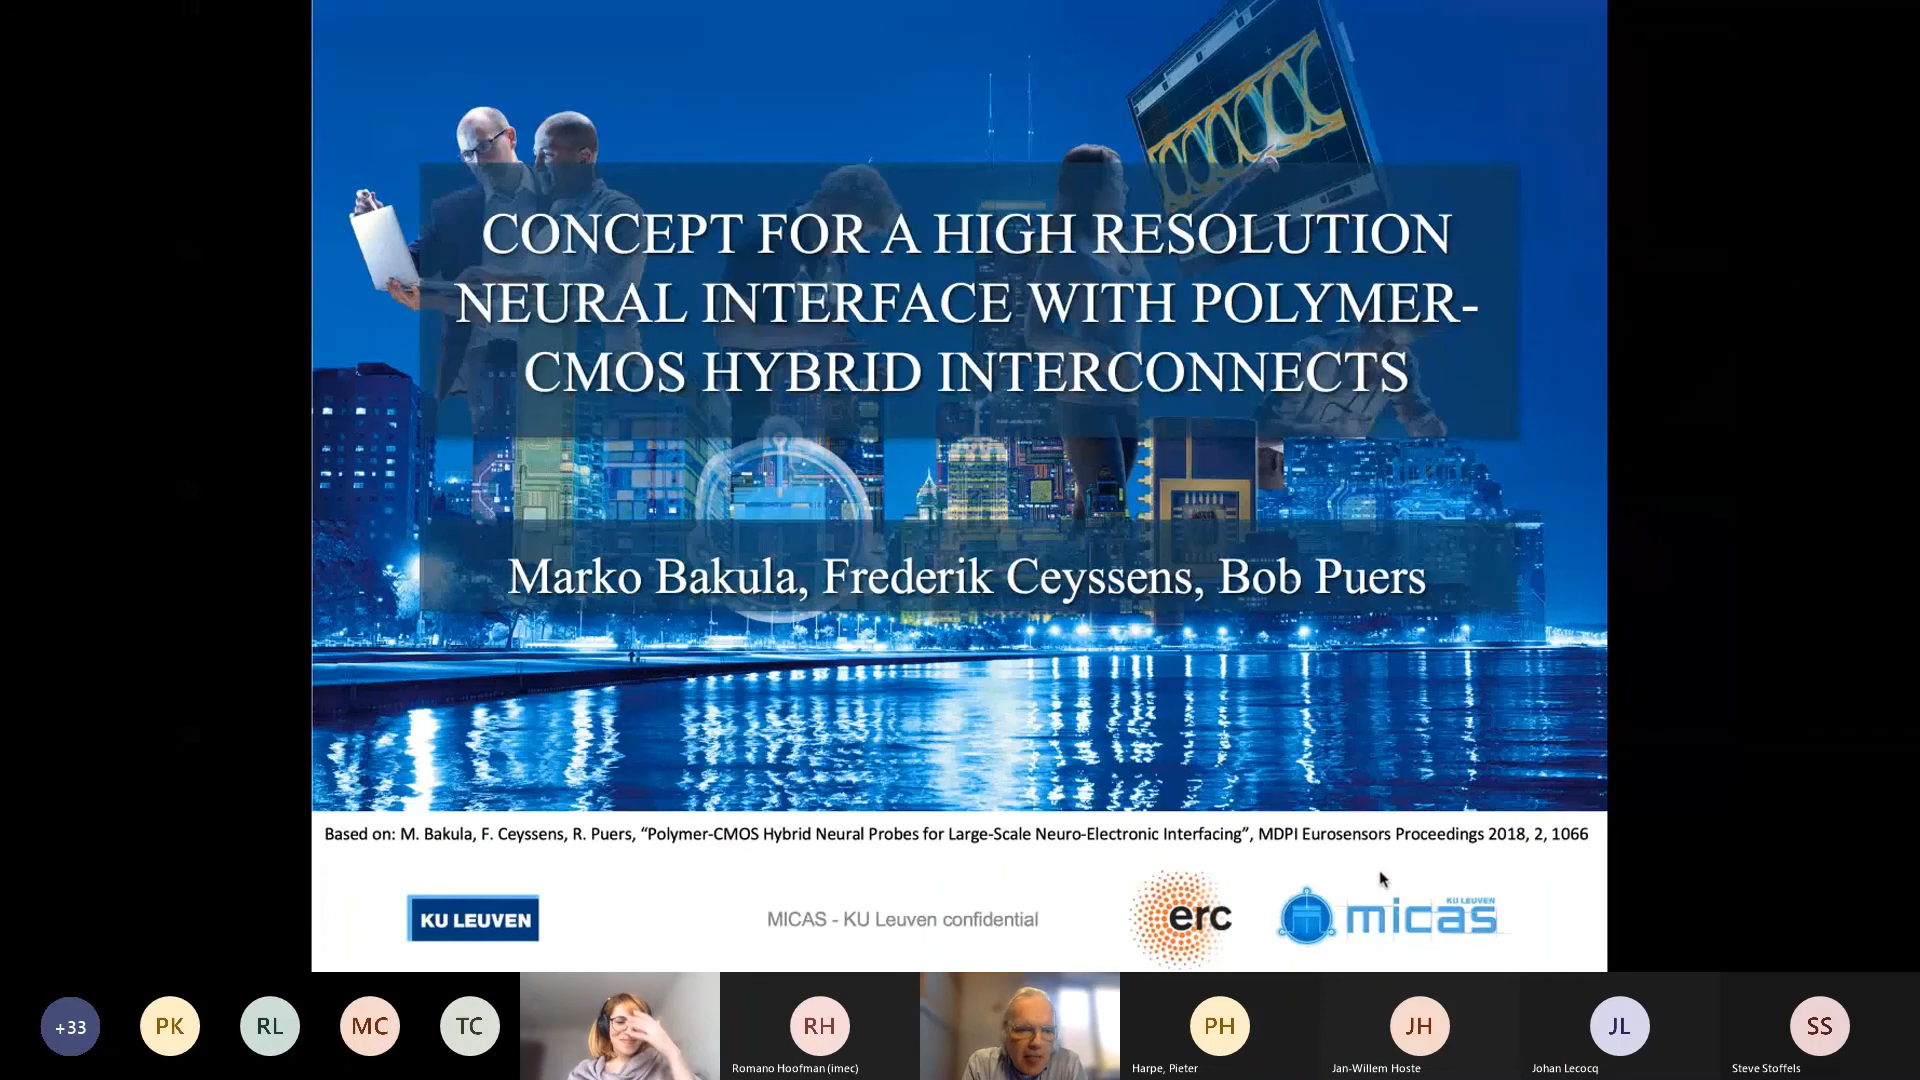 CONCEPT FOR A HIGH RESOLUTION
NEURAL INTERFACE WITH POLYMER-
CMOS HYBRID INTERCONNECTS
Marko Bakula, Frederik Ceyssens, Bob Puers
Based on: M. Bakula, F. Ceyssens, R. Puers, “Polymer-CMOS Hybrid Neural Probes for Large-Scale Neuro-Electronic Interfacing”, MDPI Eurosensors Proceedings 2018, 2, 1066
KU LEUVEN
MICAS - KU Leuven confidential
erc
KU LEUVEN
micas
+33
PK
RL
MC
TC
RH
PH
JH
JL
SS
Romano Hoofman (imec)
Harpe, Pieter
Jan-Willem Hoste
Johan Lecocq
Steve Stoffels